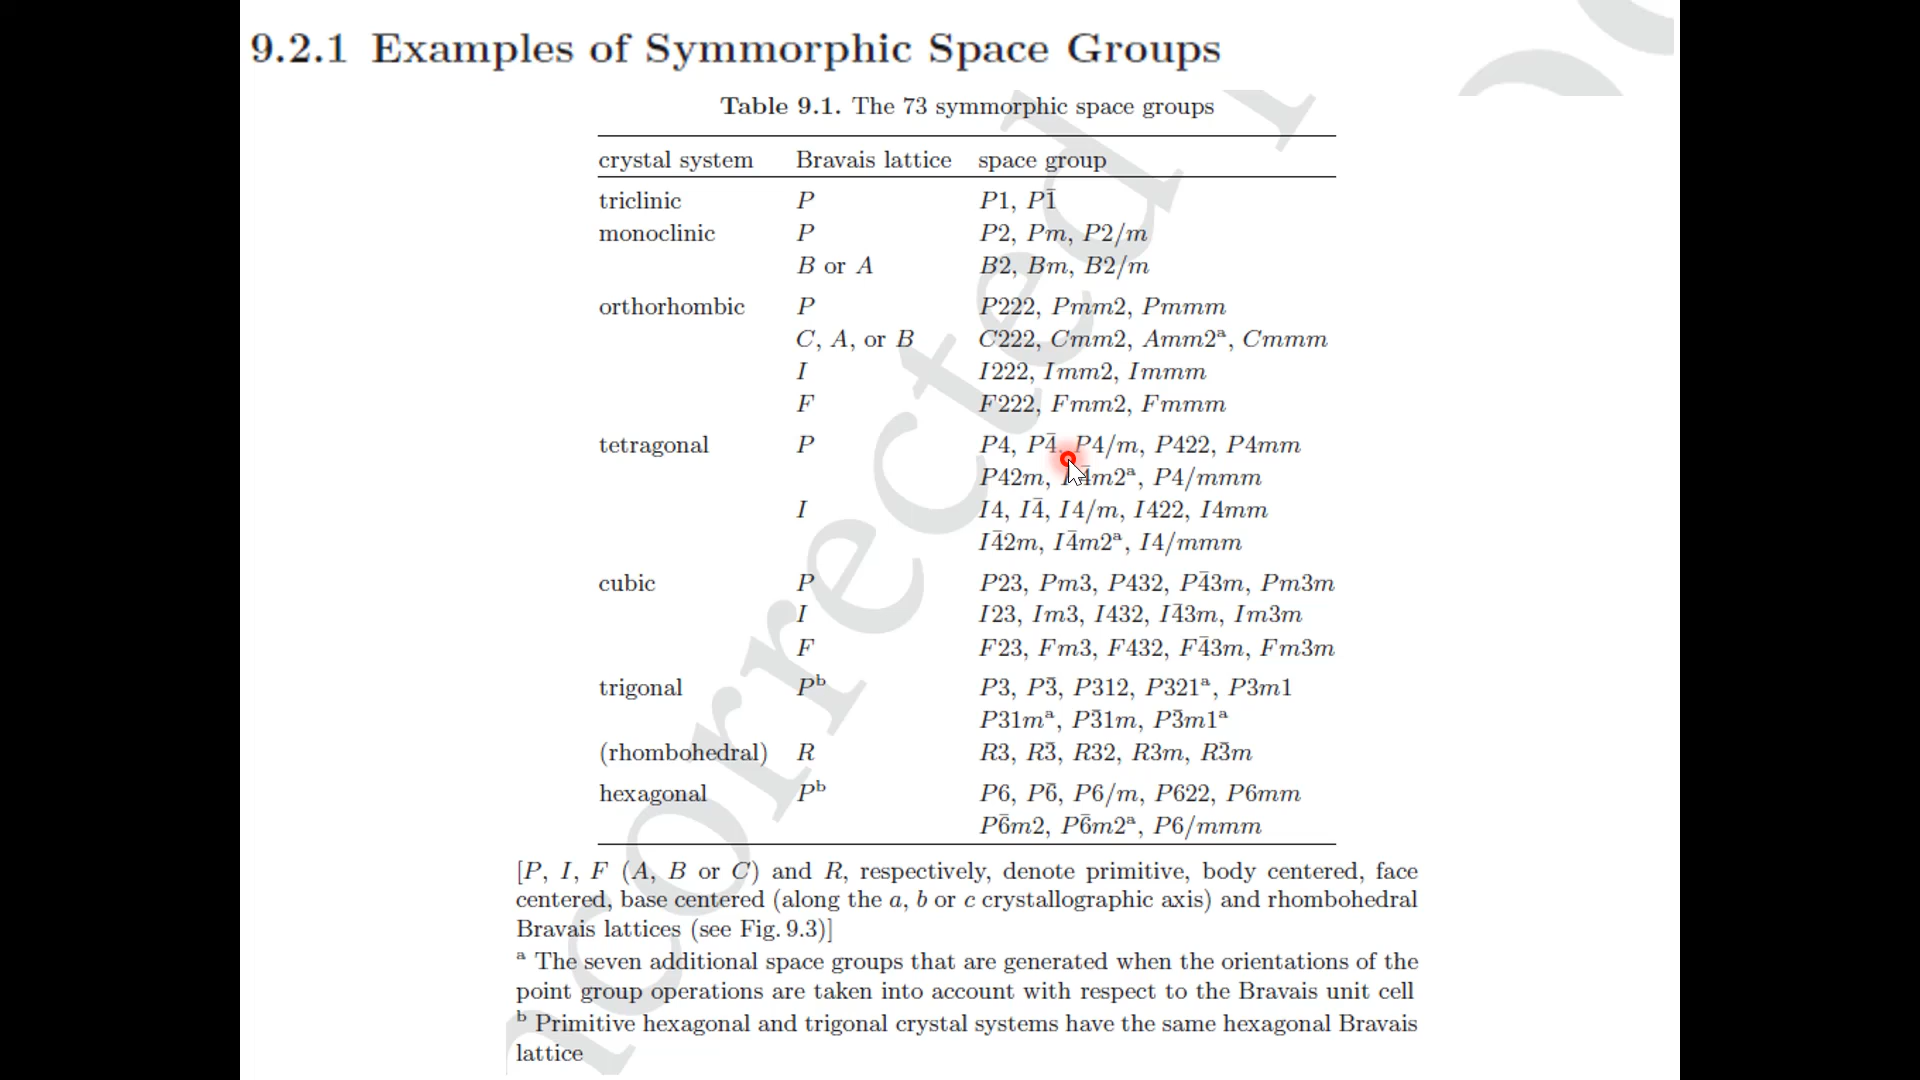 9.2.1 Examples of Symmorphic Space Groups
Table 9.1. The 73 symmorphic space groups
crystal system Bravais lattice space group
triclinic P P1, P1̄
monoclinic P P2, Pm, P2/m
B or A B2, Bm, B2/m
orthorhombic P P222, Pmm2, Pmmm
C, A, or B C222, Cmm2, Amm2ᵃ, Cmmm
I I222, Imm2, Immm
F F222, Fmm2, Fmmm
tetragonal P P4, P4̄, P4/m, P422, P4mm
P42m, 4̄m2ᵃ, P4/mmm
I I4, I4̄, I4/m, I422, I4mm
I4̄2m, I4̄m2ᵃ, I4/mmm
cubic P P23, Pm3, P432, P4̄3m, Pm3m
I I23, Im3, I432, I4̄3m, Im3m
F F23, Fm3, F432, F4̄3m, Fm3m
trigonal Pᵇ P3, P3̄, P312, P321ᵃ, P3m1
P31mᵃ, P3̄1m, P3̄m1ᵃ
(rhombohedral) R R3, R3̄, R32, R3m, R3̄m
hexagonal Pᵇ P6, P6̄, P6/m, P622, P6mm
P6̄m2, P6̄m2ᵃ, P6/mmm
[P, I, F (A, B or C) and R, respectively, denote primitive, body centered, face
centered, base centered (along the a, b or c crystallographic axis) and rhombohedral
Bravais lattices (see Fig. 9.3)]
ᵃ The seven additional space groups that are generated when the orientations of the
point group operations are taken into account with respect to the Bravais unit cell
ᵇ Primitive hexagonal and trigonal crystal systems have the same hexagonal Bravais
lattice
corrected